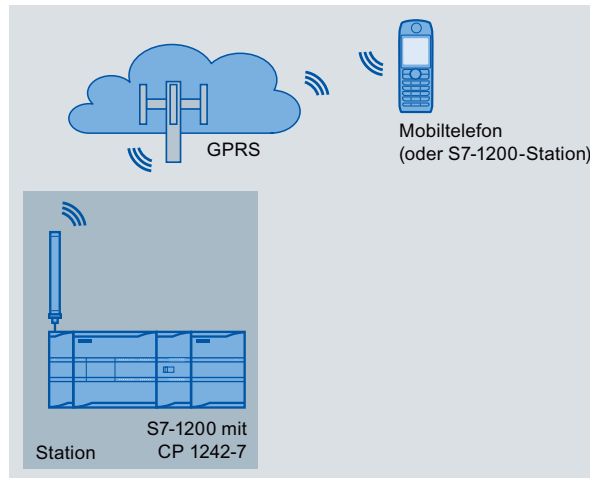 GPRS
Mobiltelefon
(oder S7-1200-Station)
S7-1200 mit
Station CP 1242-7